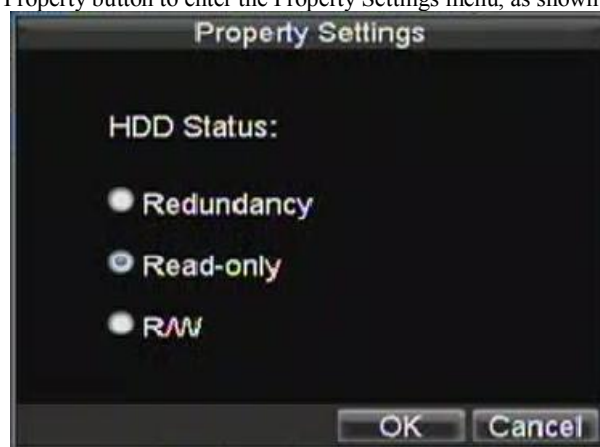 Property button to enter the Property Settings menu, as shown
Property Settings
HDD Status:
Redundancy
Read-only
R/W
OK Cancel